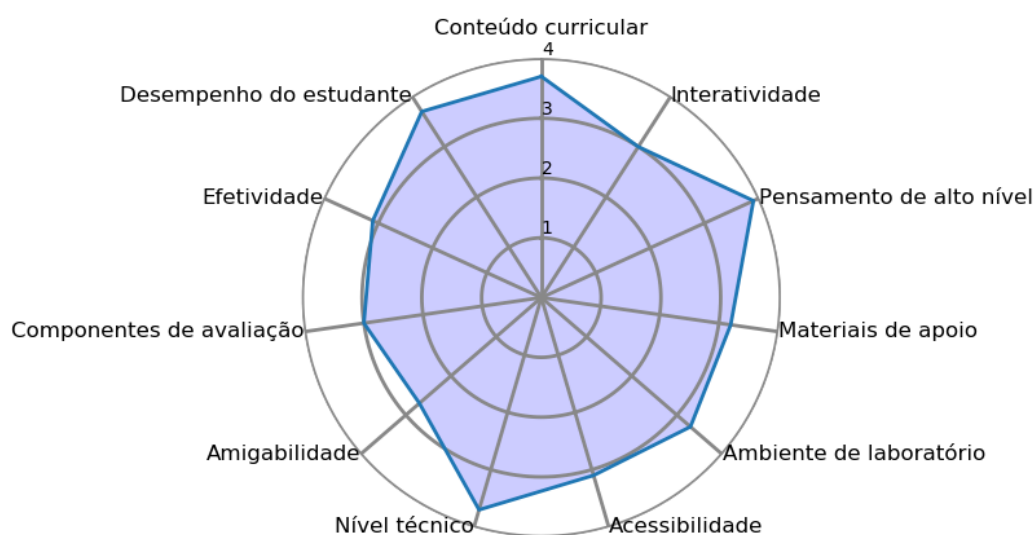 Conteúdo curricular
4
Desempenho do estudante
Interatividade
3
Efetividade
Pensamento de alto nível
2
1
Componentes de avaliação
Materiais de apoio
Amigabilidade
Ambiente de laboratório
Nível técnico
Acessibilidade